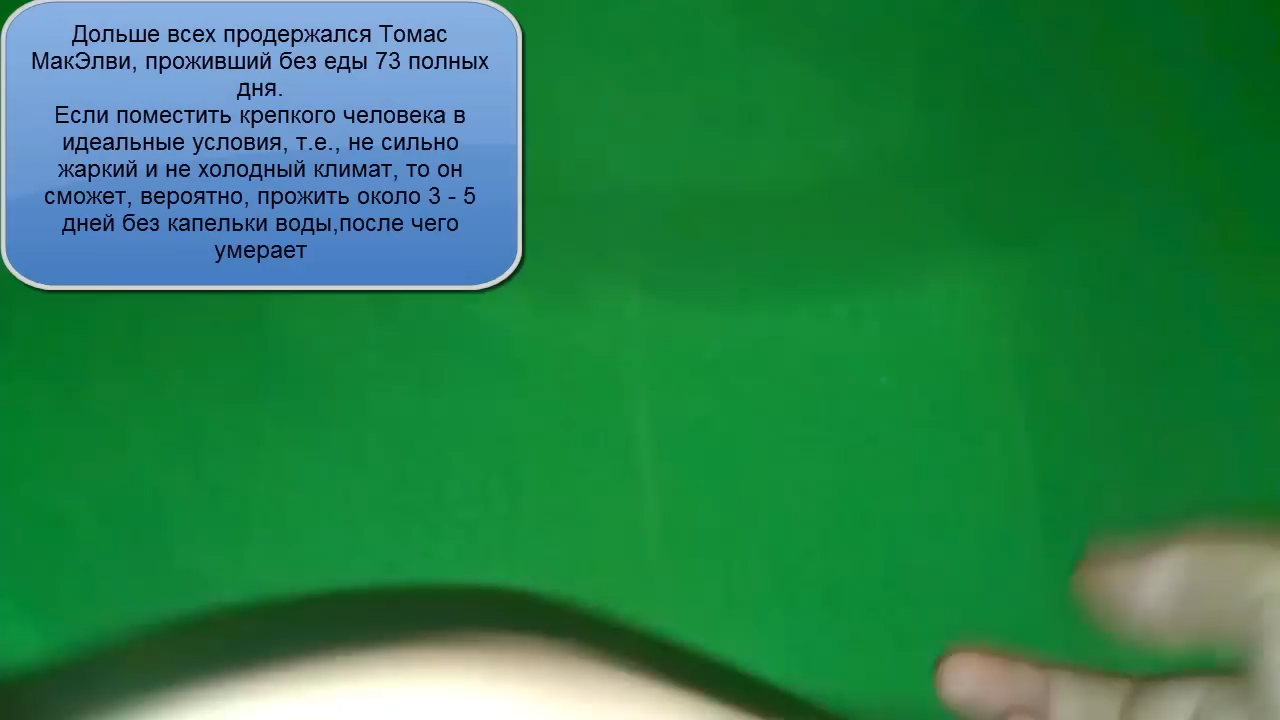 Дольше всех продержался Томас
МакЭлви, проживший без еды 73 полных
дня.
Если поместить крепкого человека в
идеальные условия, т.е., не сильно
жаркий и не холодный климат, то он
сможет, вероятно, прожить около 3 - 5
дней без капельки воды,после чего
умерает